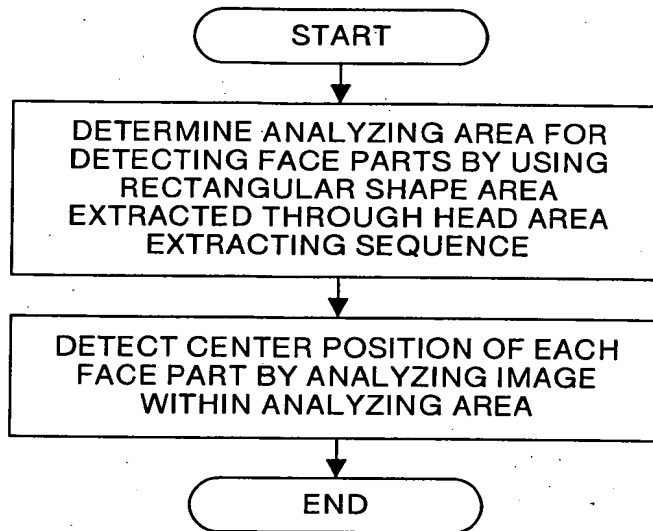 START
DETERMINE ANALYZING AREA FOR
DETECTING FACE PARTS BY USING
RECTANGULAR SHAPE AREA
EXTRACTED THROUGH HEAD AREA
EXTRACTING SEQUENCE
DETECT CENTER POSITION OF EACH
FACE PART BY ANALYZING IMAGE
WITHIN ANALYZING AREA
END